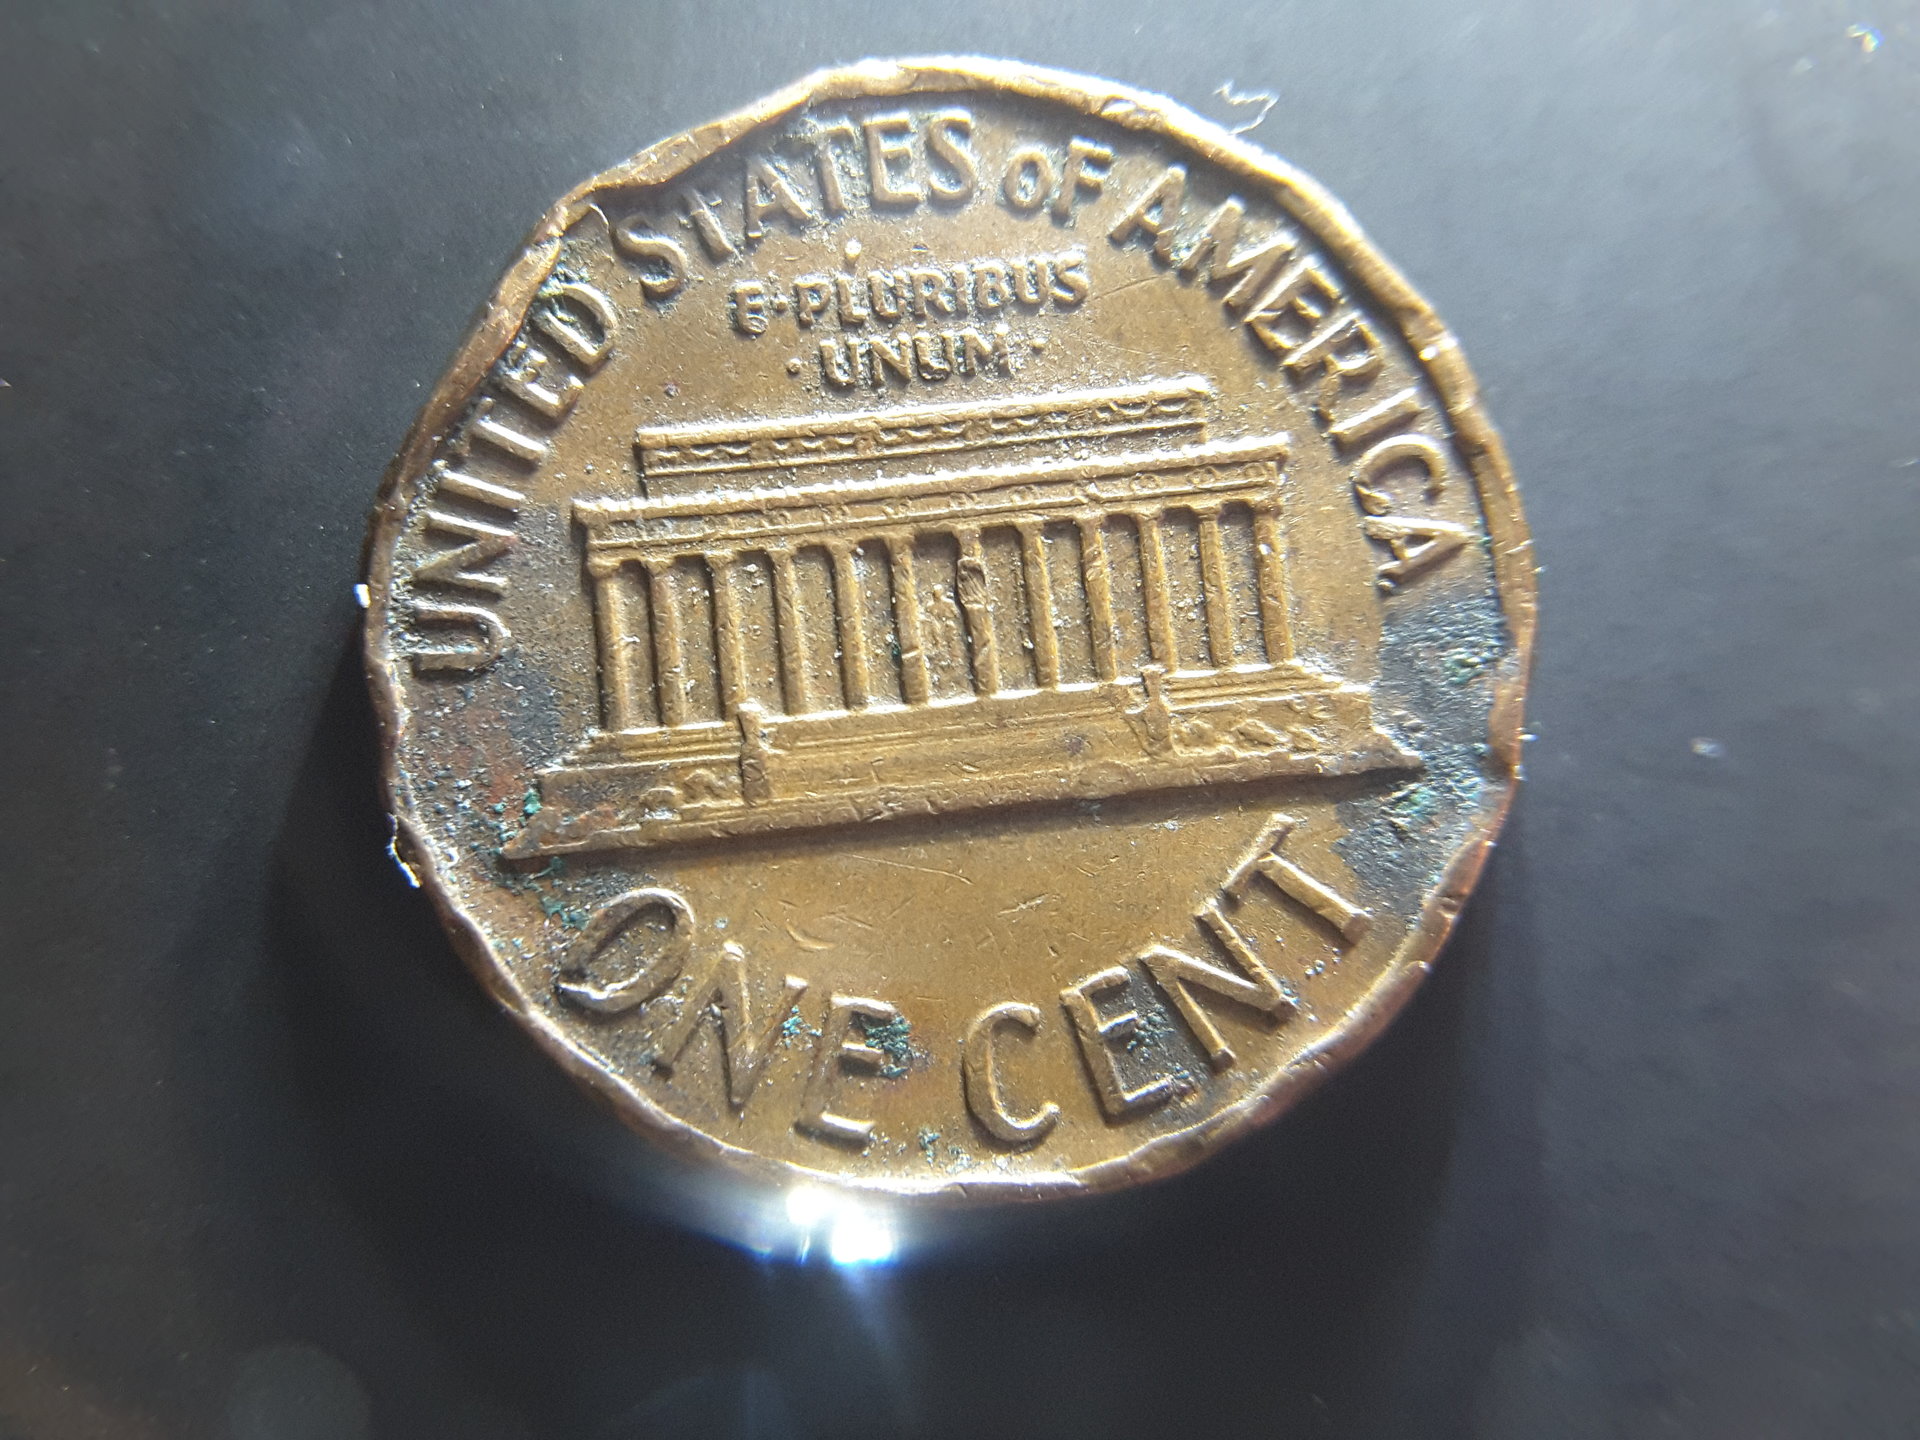 UNITED STATES OF AMERICA
E·PLURIBUS
·UNUM·
ONE CENT